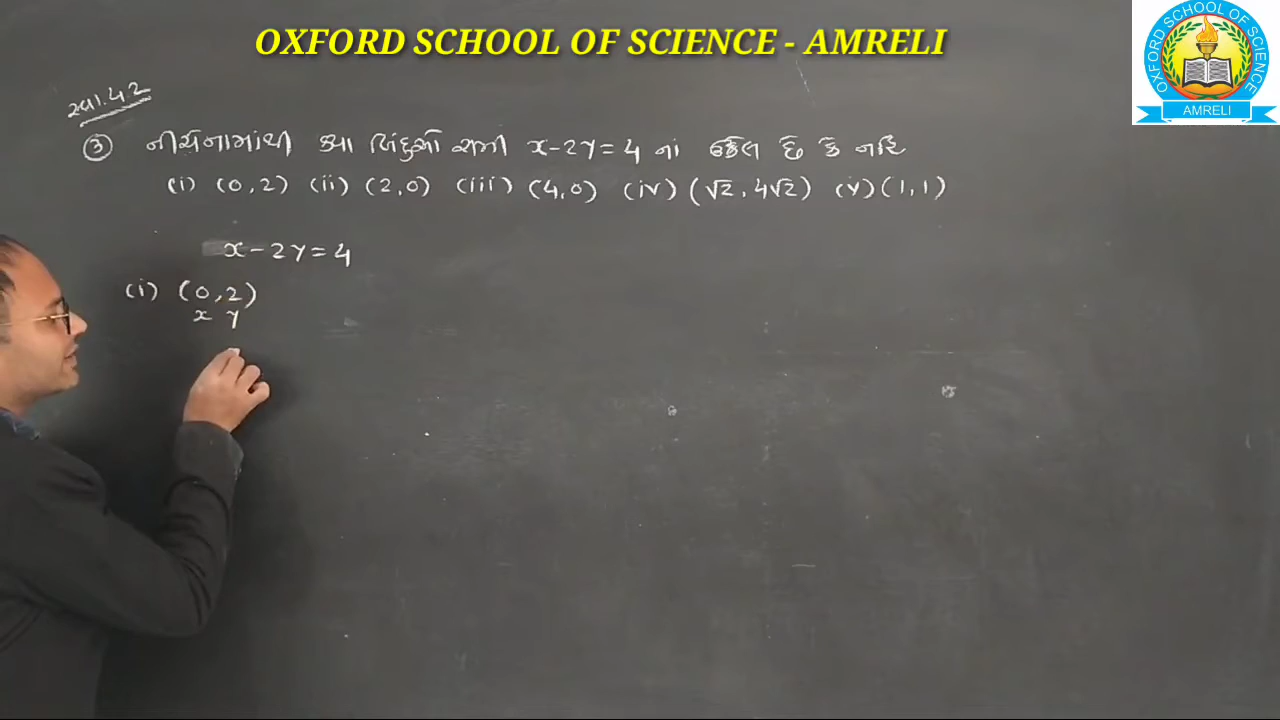 OXFORD SCHOOL OF SCIENCE - AMRELI
OXFORD SCHOOL OF SCIENCE
AMRELI
સ્વા. 4.2
③ નીચેનામાંથી ક્યા બિંદુઓ સમી x-2y=4 નાં ઉકેલ છે કે નહિ
(i) (0,2) (ii) (2,0) (iii) (4,0) (iv) (√2, 4√2) (v) (1,1)
x-2y=4
(i) (0,2)
x y